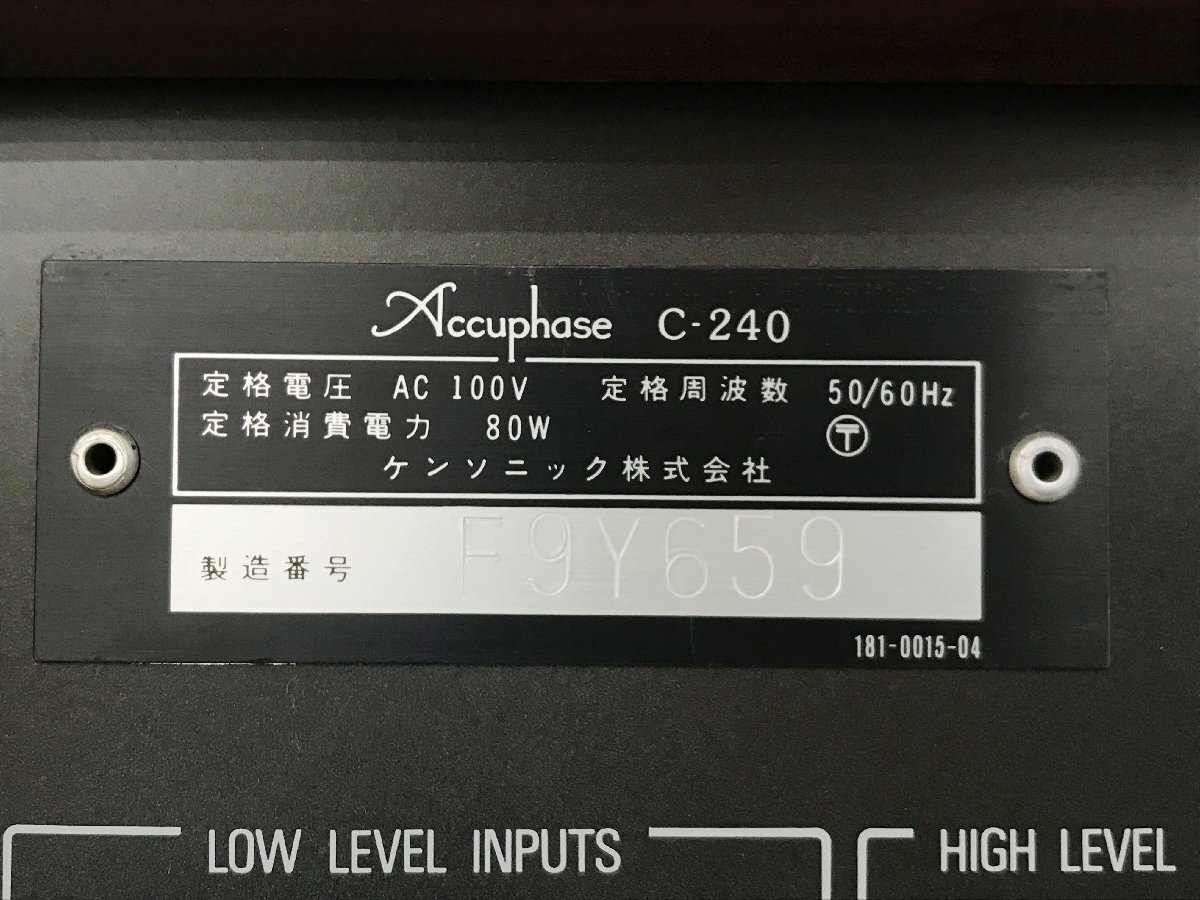 Accuphase C-240
定格電圧 AC 100V 定格周波数 50/60Hz
定格消費電力 80W 〒
ケンソニック株式会社
製造番号 F9Y659
181-0015-04
LOW LEVEL INPUTS HIGH LEVEL